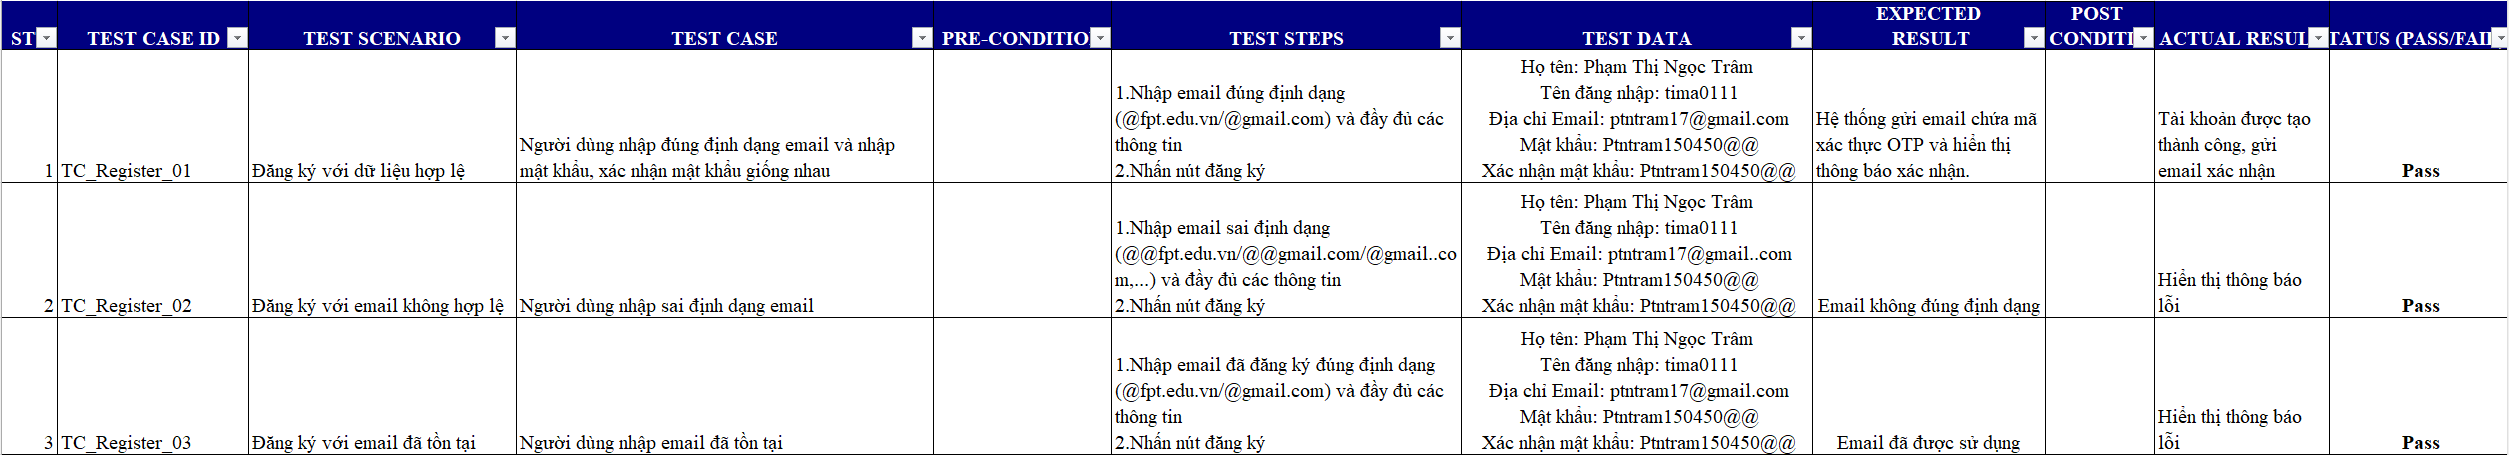 ST
TEST CASE ID
TEST SCENARIO
TEST CASE
PRE-CONDITIO
TEST STEPS
TEST DATA
EXPECTED
RESULT
POST
CONDITI
ACTUAL RESUL
TATUS (PASS/FAIL)
1
TC_Register_01
Đăng ký với dữ liệu hợp lệ
Người dùng nhập đúng định dạng email và nhập
mật khẩu, xác nhận mật khẩu giống nhau
1.Nhập email đúng định dạng
(@fpt.edu.vn/@gmail.com) và đầy đủ các
thông tin
2.Nhấn nút đăng ký
Họ tên: Phạm Thị Ngọc Trâm
Tên đăng nhập: tima0111
Địa chỉ Email: ptntram17@gmail.com
Mật khẩu: Ptntram150450@@
Xác nhận mật khẩu: Ptntram150450@@
Hệ thống gửi email chứa mã
xác thực OTP và hiển thị
thông báo xác nhận.
Tài khoản được tạo
thành công, gửi
email xác nhận
Pass
2
TC_Register_02
Đăng ký với email không hợp lệ
Người dùng nhập sai định dạng email
1.Nhập email sai định dạng
(@@fpt.edu.vn/@@gmail.com/@gmail..co
m,...) và đầy đủ các thông tin
2.Nhấn nút đăng ký
Họ tên: Phạm Thị Ngọc Trâm
Tên đăng nhập: tima0111
Địa chỉ Email: ptntram17@gmail..com
Mật khẩu: Ptntram150450@@
Xác nhận mật khẩu: Ptntram150450@@
Email không đúng định dạng
Hiển thị thông báo
lỗi
Pass
3
TC_Register_03
Đăng ký với email đã tồn tại
Người dùng nhập email đã tồn tại
1.Nhập email đã đăng ký đúng định dạng
(@fpt.edu.vn/@gmail.com) và đầy đủ các
thông tin
2.Nhấn nút đăng ký
Họ tên: Phạm Thị Ngọc Trâm
Tên đăng nhập: tima0111
Địa chỉ Email: ptntram17@gmail.com
Mật khẩu: Ptntram150450@@
Xác nhận mật khẩu: Ptntram150450@@
Email đã được sử dụng
Hiển thị thông báo
lỗi
Pass